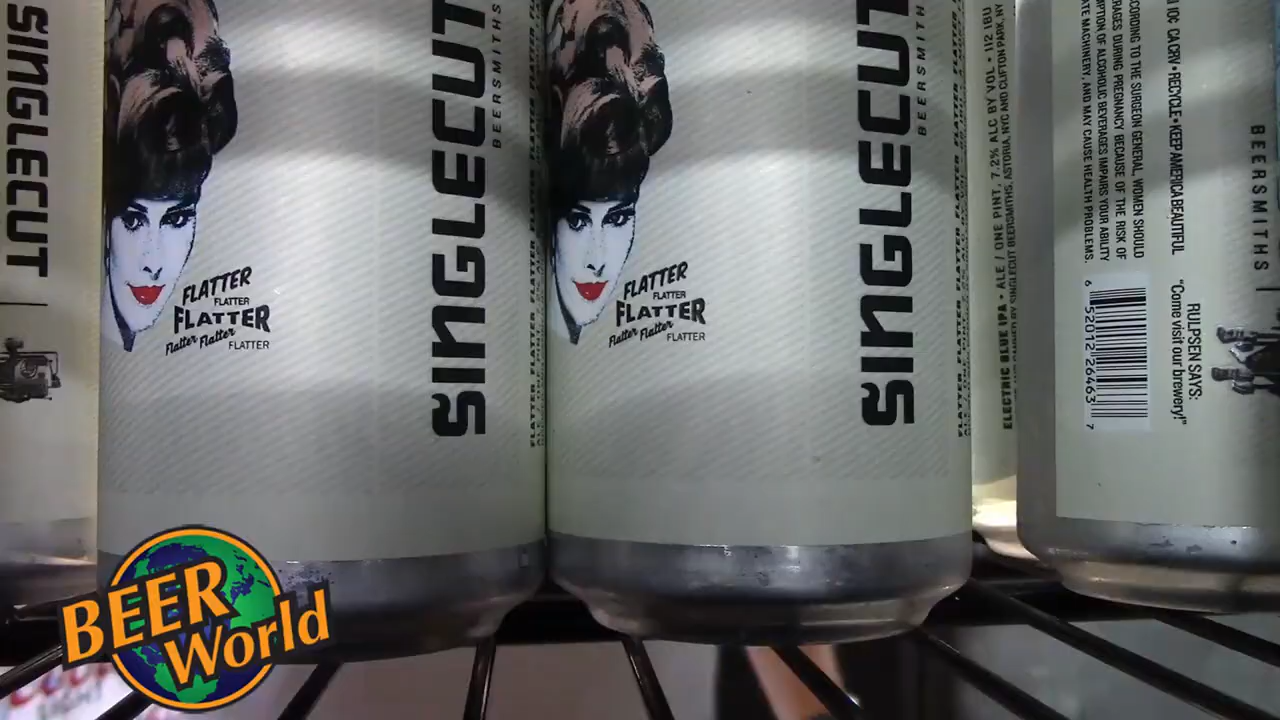 SINGLECUT
SINGLECUT
BEERSMITHS
FLATTER
FLATTER
FLATTER
Flatter Flatter
FLATTER
SINGLECUT
BEERSMITHS
FLATTER
FLATTER
FLATTER
Flatter Flatter
FLATTER
ELECTRIC BLUE IPA • ALE / ONE PINT, 7.2% ALC BY VOL • 112 IBU
SINGLECUT BEERSMITHS, ASTORIA, NYC AND CLIFTON PARK, NY
10¢ CA CRV • RECYCLE • KEEP AMERICA BEAUTIFUL
CORDING TO THE SURGEON GENERAL, WOMEN SHOULD
ERAGES DURING PREGNANCY BECAUSE OF THE RISK OF
MPTION OF ALCOHOLIC BEVERAGES IMPAIRS YOUR ABILITY
ATE MACHINERY, AND MAY CAUSE HEALTH PROBLEMS.
RULPSEN SAYS:
"Come visit our brewery!"
6 52012 26463 7
BEERSMITHS
BEER
World